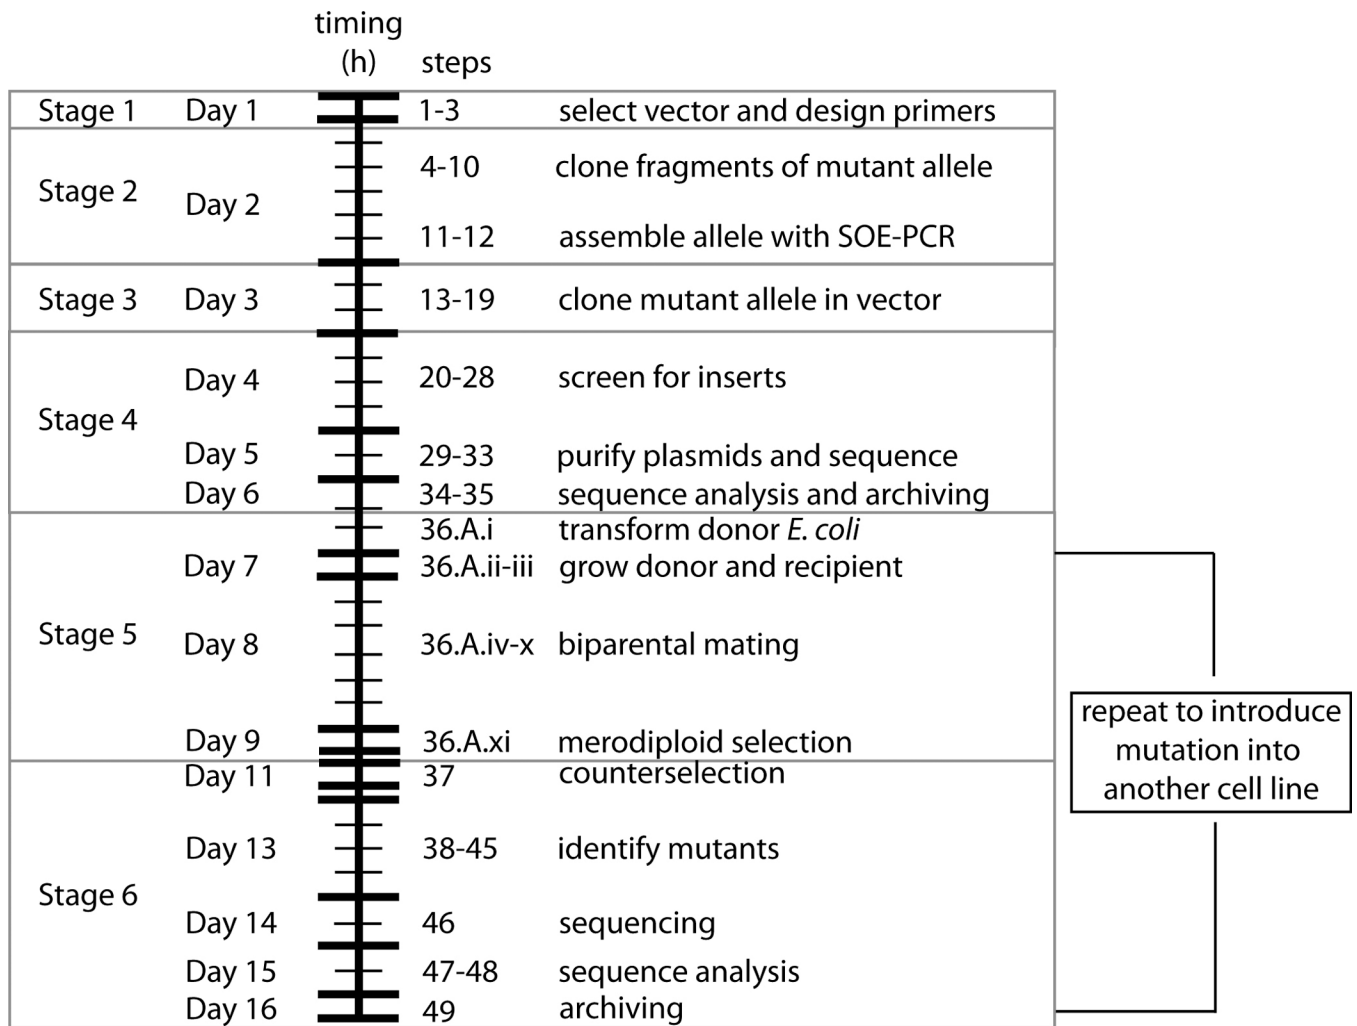 timing
(h) steps
Stage 1 Day 1 1-3 select vector and design primers
Stage 2 Day 2 4-10 clone fragments of mutant allele
11-12 assemble allele with SOE-PCR
Stage 3 Day 3 13-19 clone mutant allele in vector
Stage 4 Day 4 20-28 screen for inserts
Day 5 29-33 purify plasmids and sequence
Day 6 34-35 sequence analysis and archiving
36.A.i transform donor E. coli
Stage 5 Day 7 36.A.ii-iii grow donor and recipient
Day 8 36.A.iv-x biparental mating
Day 9 36.A.xi merodiploid selection
Stage 6 Day 11 37 counterselection
Day 13 38-45 identify mutants
Day 14 46 sequencing
Day 15 47-48 sequence analysis
Day 16 49 archiving
repeat to introduce
mutation into
another cell line